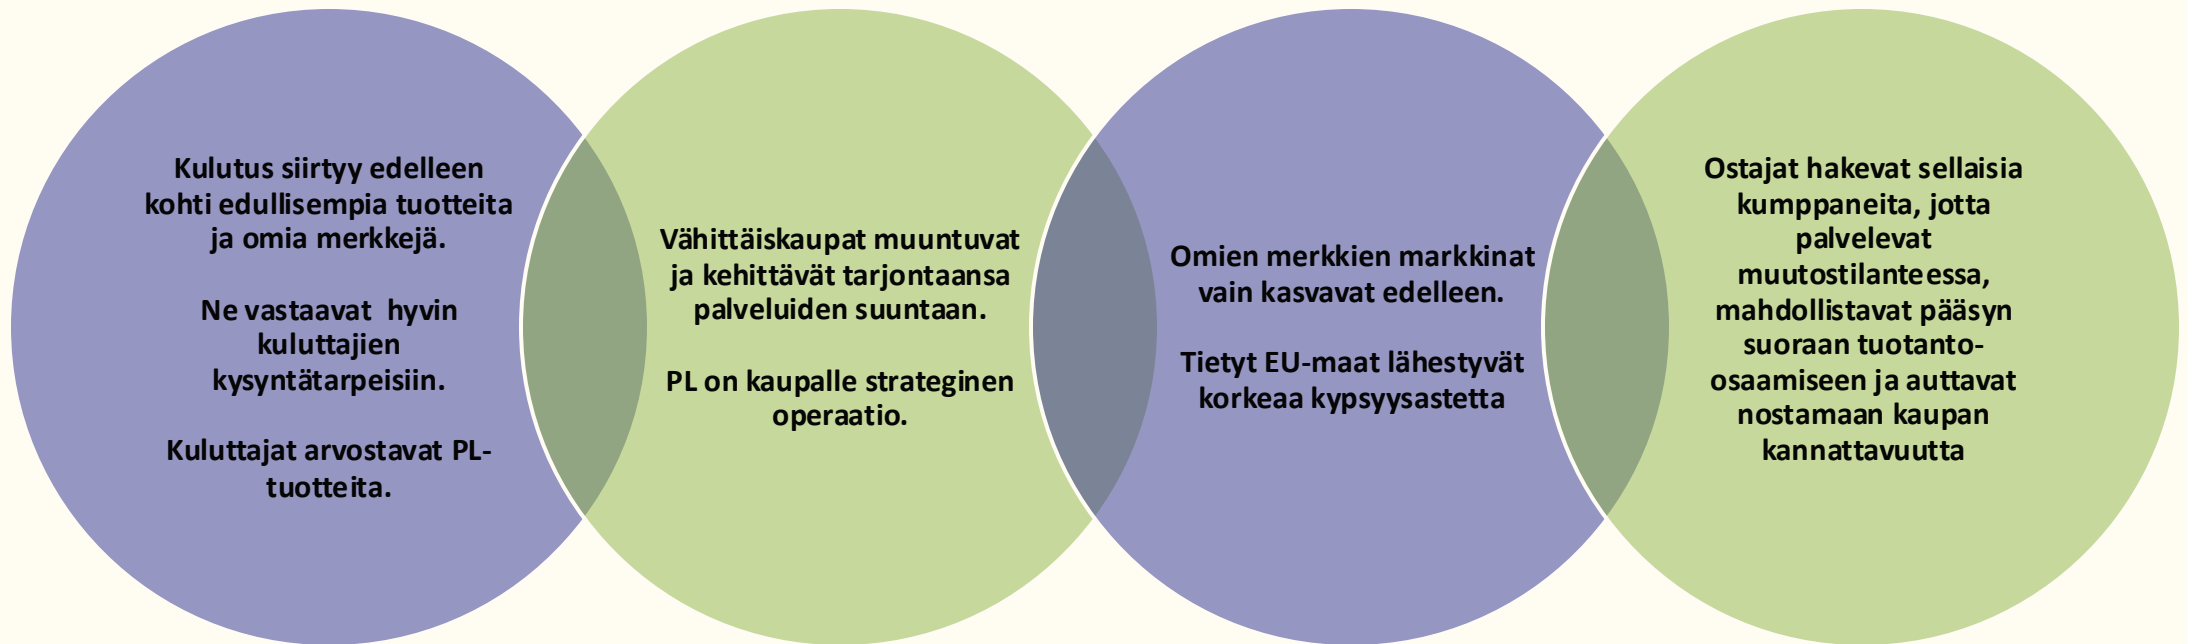 Kulutus siirtyy edelleen
kohti edullisempia tuotteita
ja omia merkkejä.
Ne vastaavat hyvin
kuluttajien
kysyntätarpeisiin.
Kuluttajat arvostavat PL-
tuotteita.
Vähittäiskaupat muuntuvat
ja kehittävät tarjontaansa
palveluiden suuntaan.
PL on kaupalle strateginen
operaatio.
Omien merkkien markkinat
vain kasvavat edelleen.
Tietyt EU-maat lähestyvät
korkeaa kypsyysastetta
Ostajat hakevat sellaisia
kumppaneita, jotta
palvelevat
muutostilanteessa,
mahdollistavat pääsyn
suoraan tuotanto-
osaamiseen ja auttavat
nostamaan kaupan
kannattavuutta